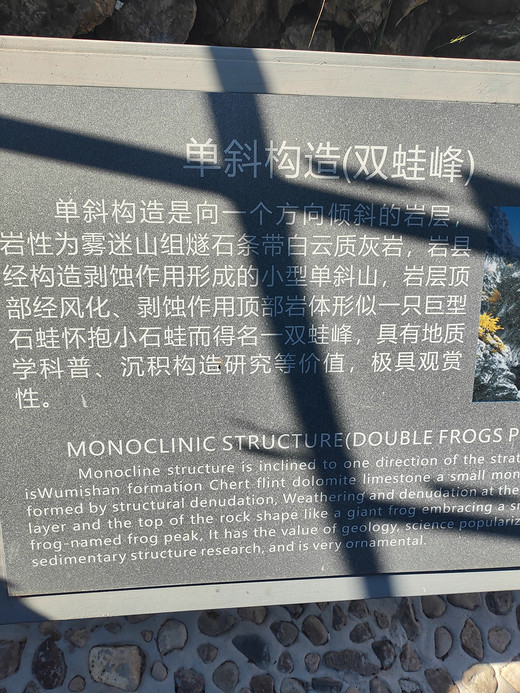 单斜构造(双蛙峰)
单斜构造是向一个方向倾斜的岩层，
岩性为雾迷山组燧石条带白云质灰岩，岩县
经构造剥蚀作用形成的小型单斜山，岩层顶
部经风化、剥蚀作用顶部岩体形似一只巨型
石蛙怀抱小石蛙而得名—双蛙峰，具有地质
学科普、沉积构造研究等价值，极具观赏
性。
MONOCLINIC STRUCTURE(DOUBLE FROGS P
Monocline structure is inclined to one direction of the strat
isWumishan formation Chert flint dolomite limestone a small mon
formed by structural denudation, Weathering and denudation at the
layer and the top of the rock shape like a giant frog embracing a sm
frog-named frog peak, It has the value of geology, science populariz
sedimentary structure research, and is very ornamental.